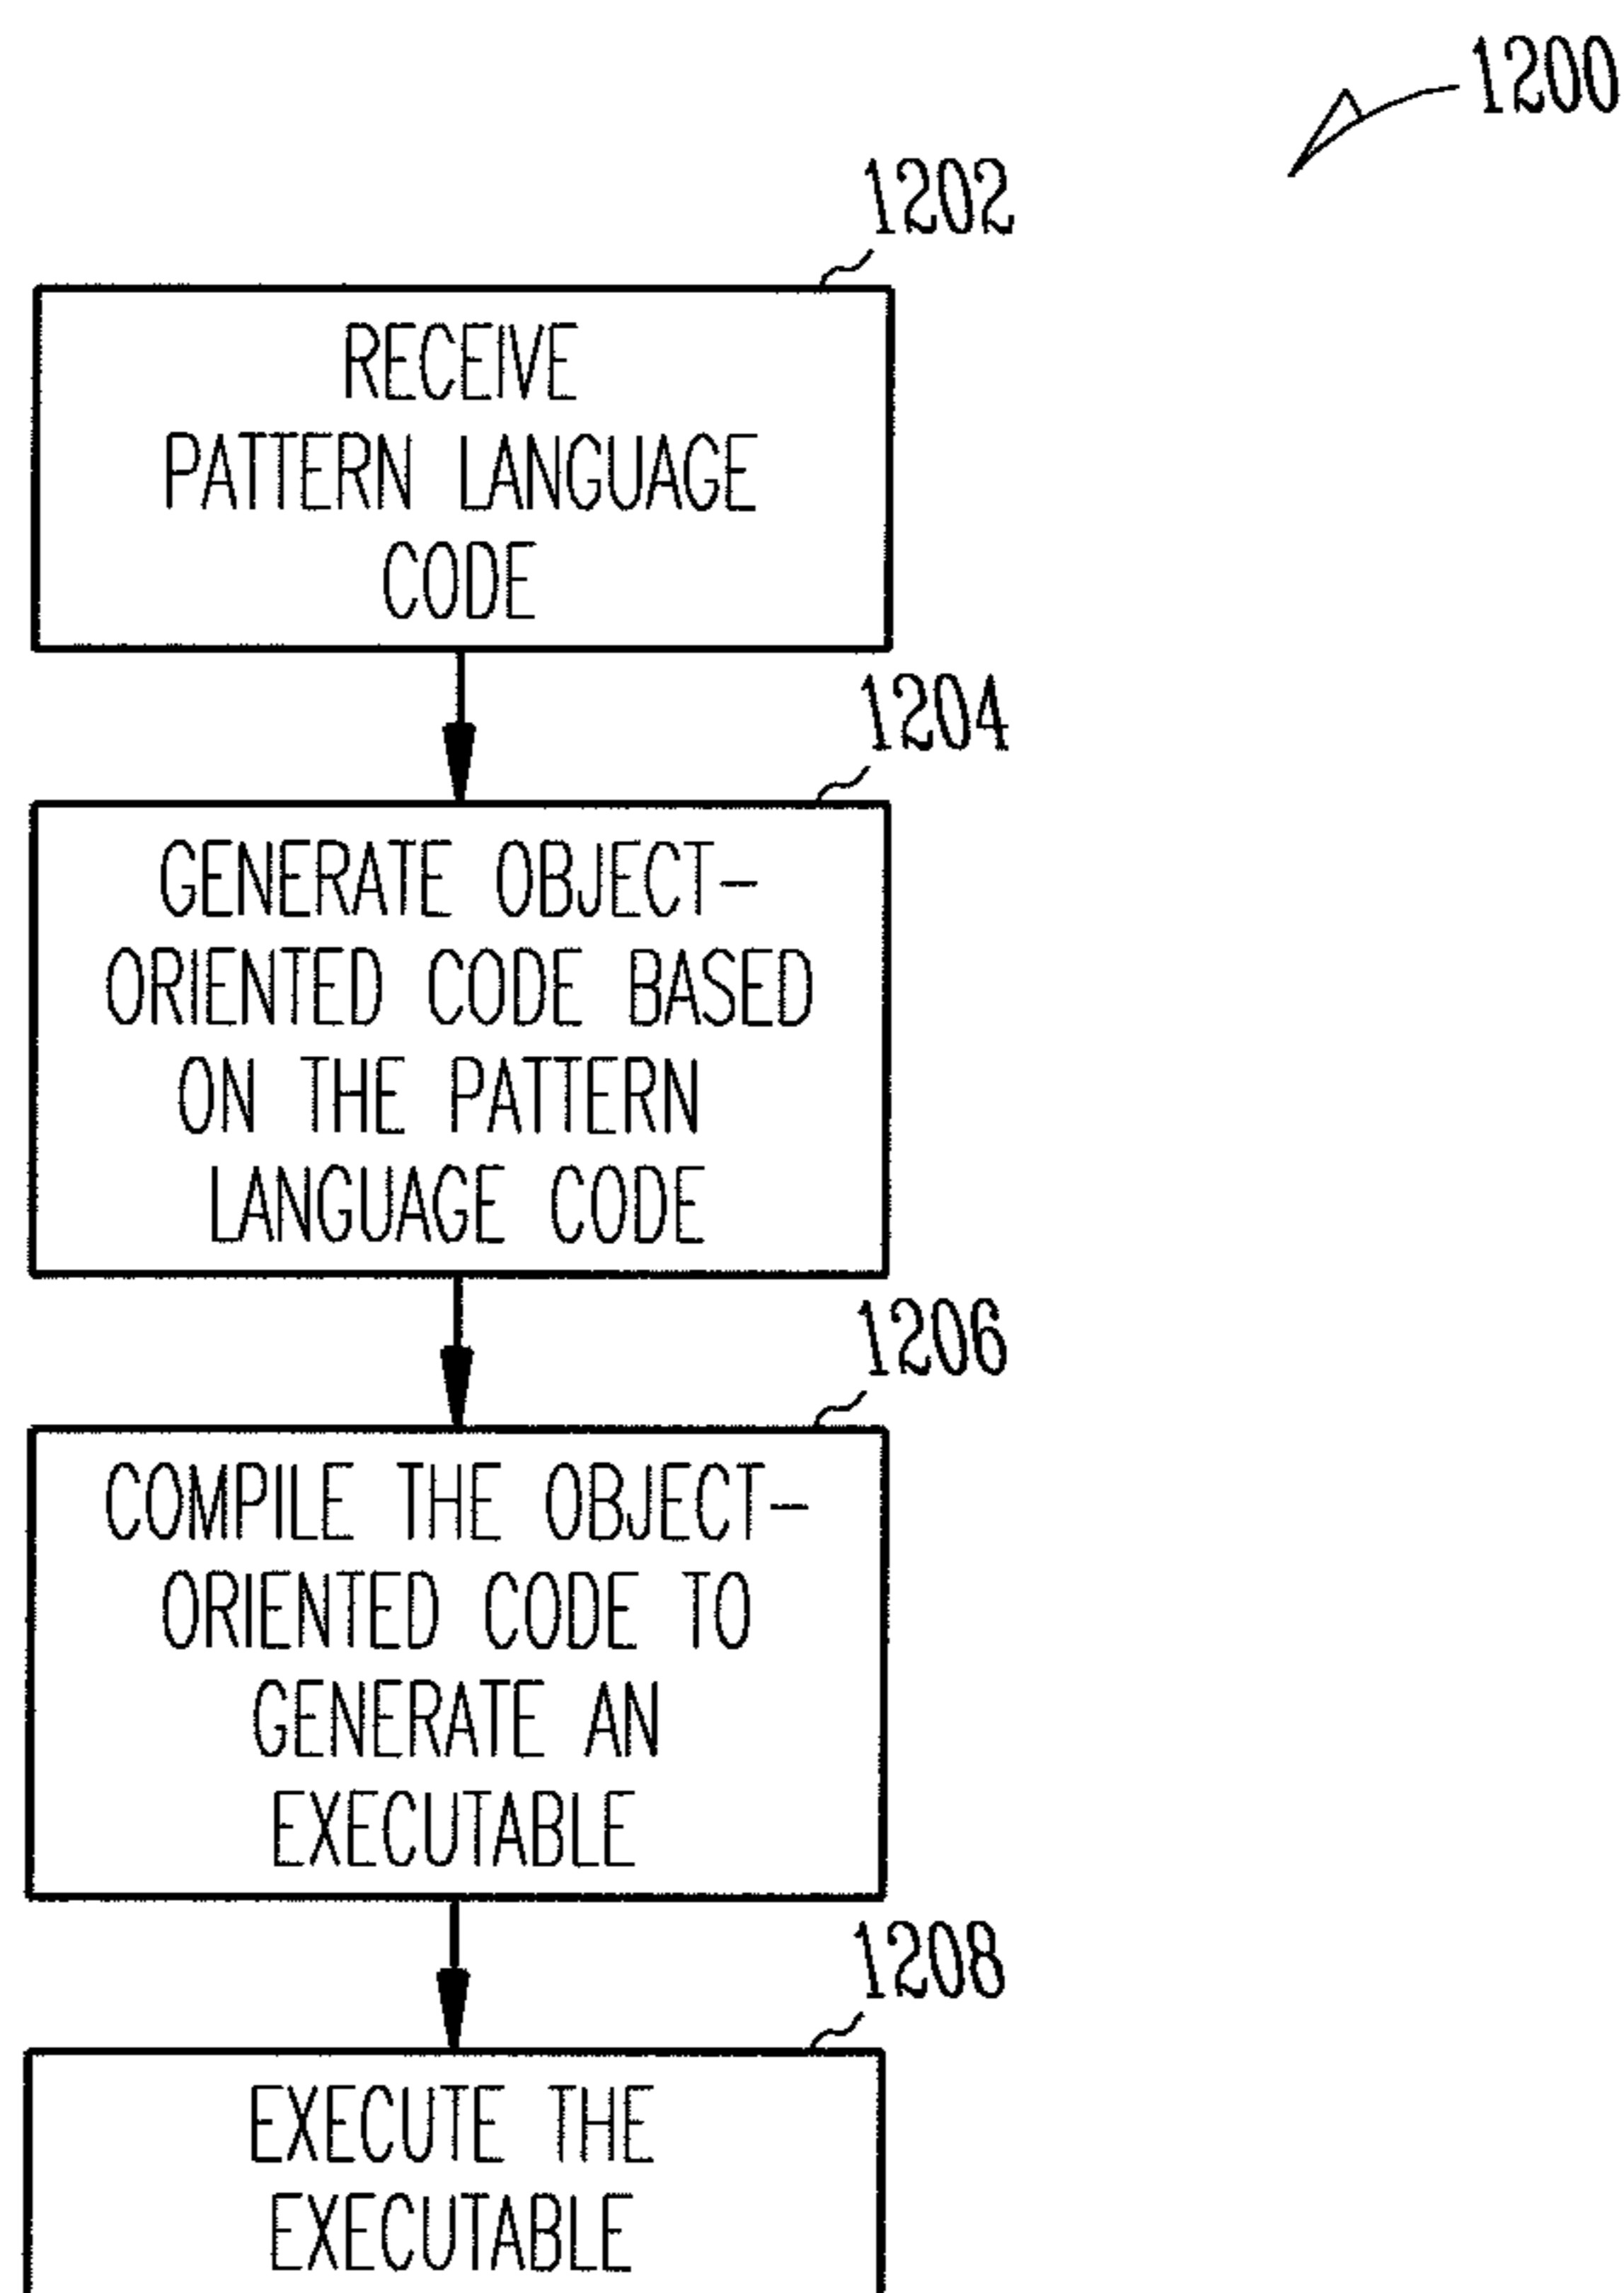 1200
1202
RECEIVE
PATTERN LANGUAGE
CODE
1204
GENERATE OBJECT-
ORIENTED CODE BASED
ON THE PATTERN
LANGUAGE CODE
1206
COMPILE THE OBJECT-
ORIENTED CODE TO
GENERATE AN
EXECUTABLE
1208
EXECUTE THE
EXECUTABLE